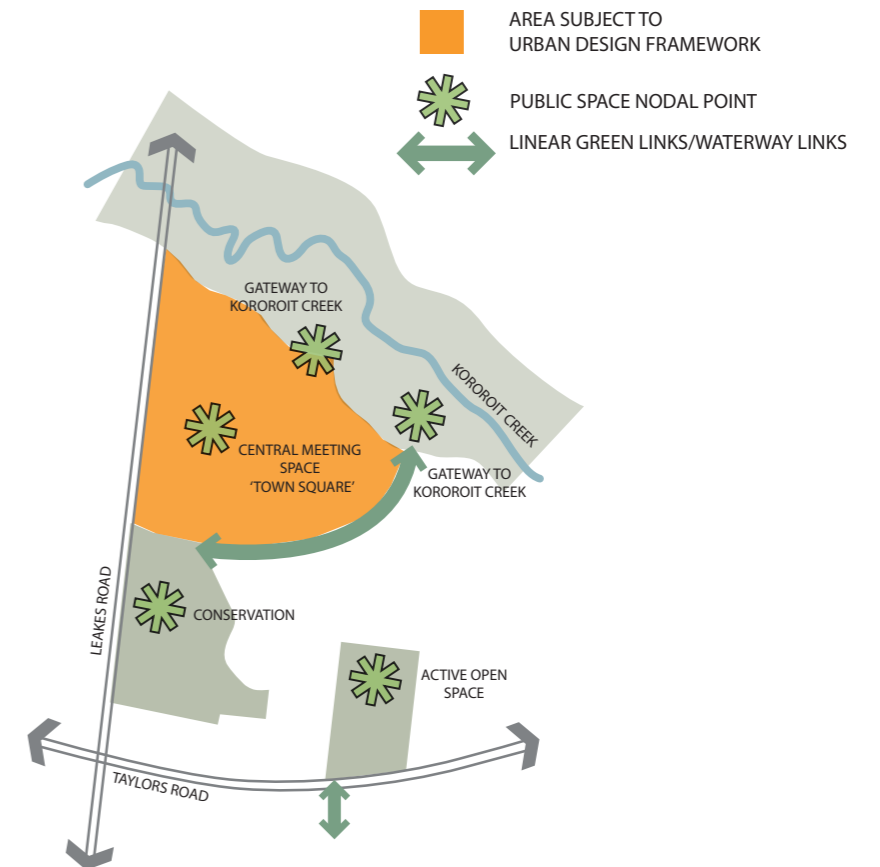 AREA SUBJECT TO
URBAN DESIGN FRAMEWORK
PUBLIC SPACE NODAL POINT
LINEAR GREEN LINKS/WATERWAY LINKS
GATEWAY TO
KOROROIT CREEK
KOROROIT CREEK
CENTRAL MEETING
SPACE
‘TOWN SQUARE’
GATEWAY TO
KOROROIT CREEK
LEAKES ROAD
CONSERVATION
ACTIVE OPEN
SPACE
TAYLORS ROAD